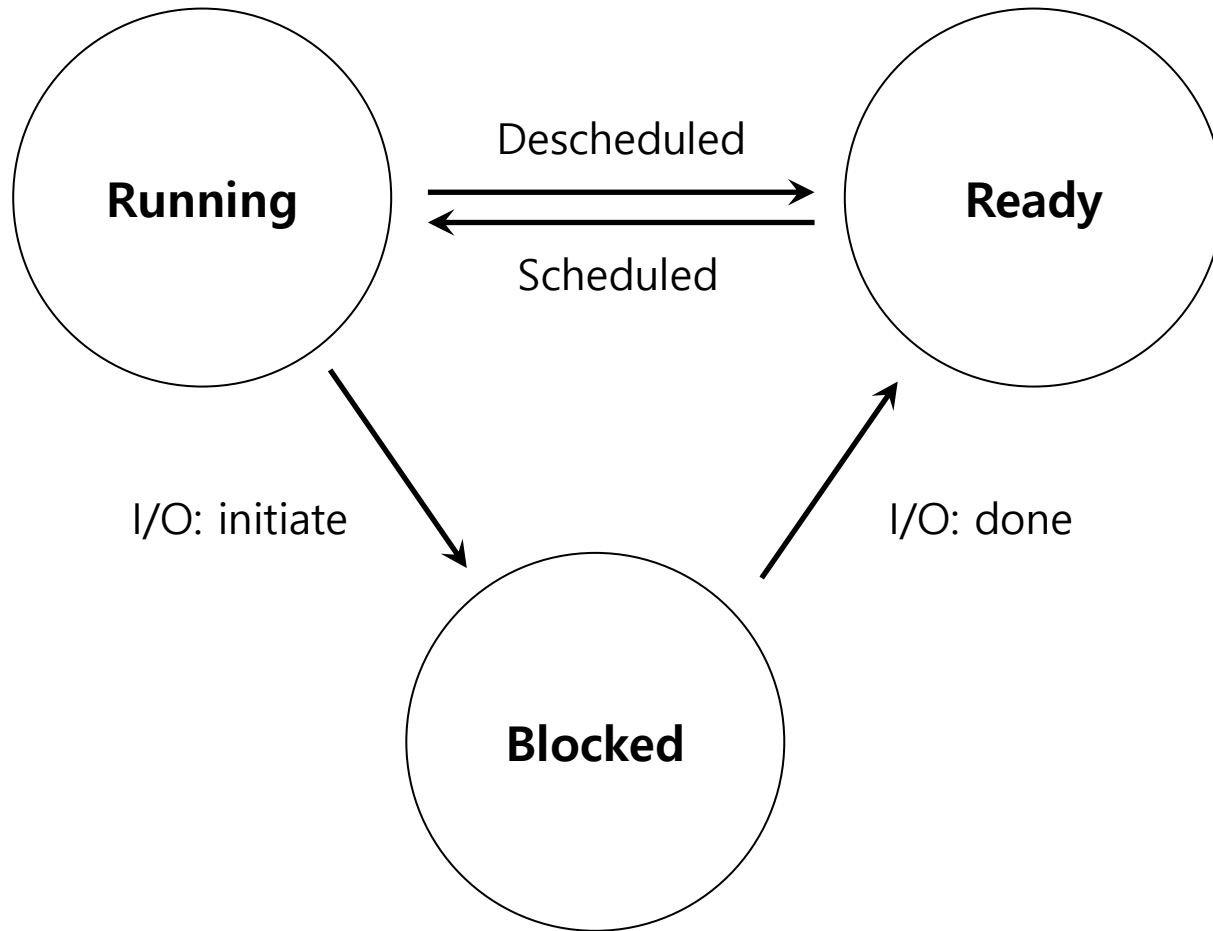 Descheduled
Running
Ready
Scheduled
I/O: initiate
I/O: done
Blocked